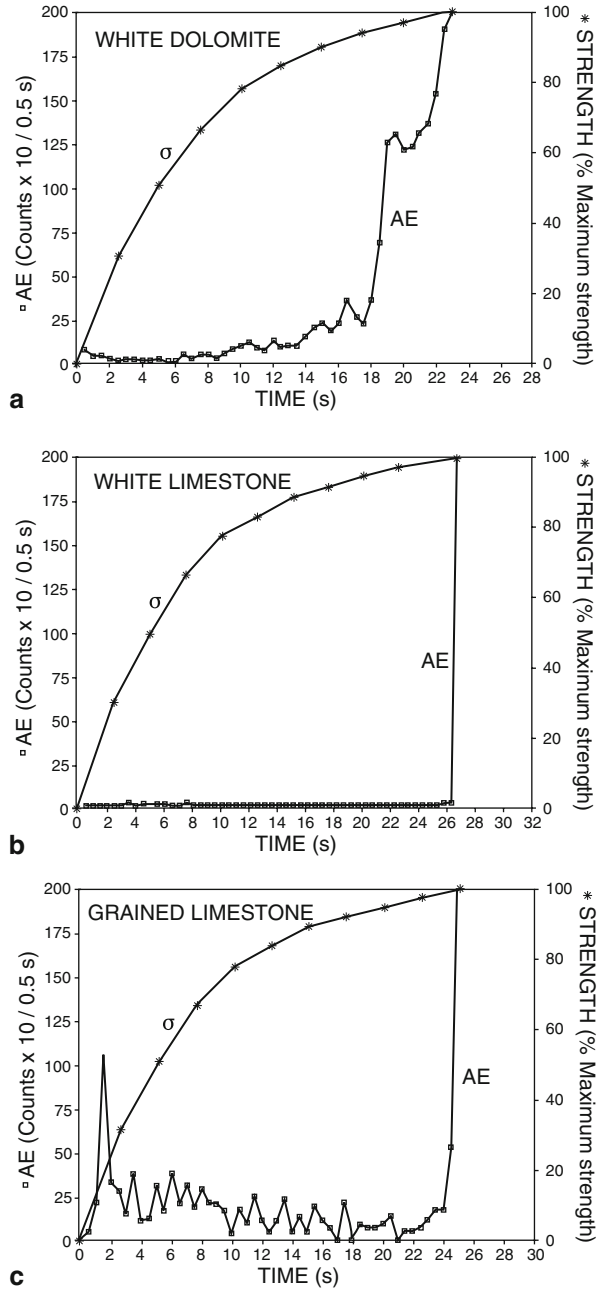 WHITE DOLOMITE
▫ AE (Counts x 10 / 0.5 s)
200
175
150
125
100
75
50
25
0
σ
AE
100
80
60
40
20
0
* STRENGTH (% Maximum strength)
0 2 4 6 8 10 12 14 16 18 20 22 24 26 28
TIME (s)
a
WHITE LIMESTONE
▫ AE (Counts x 10 / 0.5 s)
200
175
150
125
100
75
50
25
0
σ
AE
100
80
60
40
20
0
* STRENGTH (% Maximum strength)
0 2 4 6 8 10 12 14 16 18 20 22 24 26 28 30 32
TIME (s)
b
GRAINED LIMESTONE
▫ AE (Counts x 10 / 0.5 s)
200
175
150
125
100
75
50
25
0
σ
AE
100
80
60
40
20
0
* STRENGTH (% Maximum strength)
0 2 4 6 8 10 12 14 16 18 20 22 24 26 28 30
TIME (s)
c